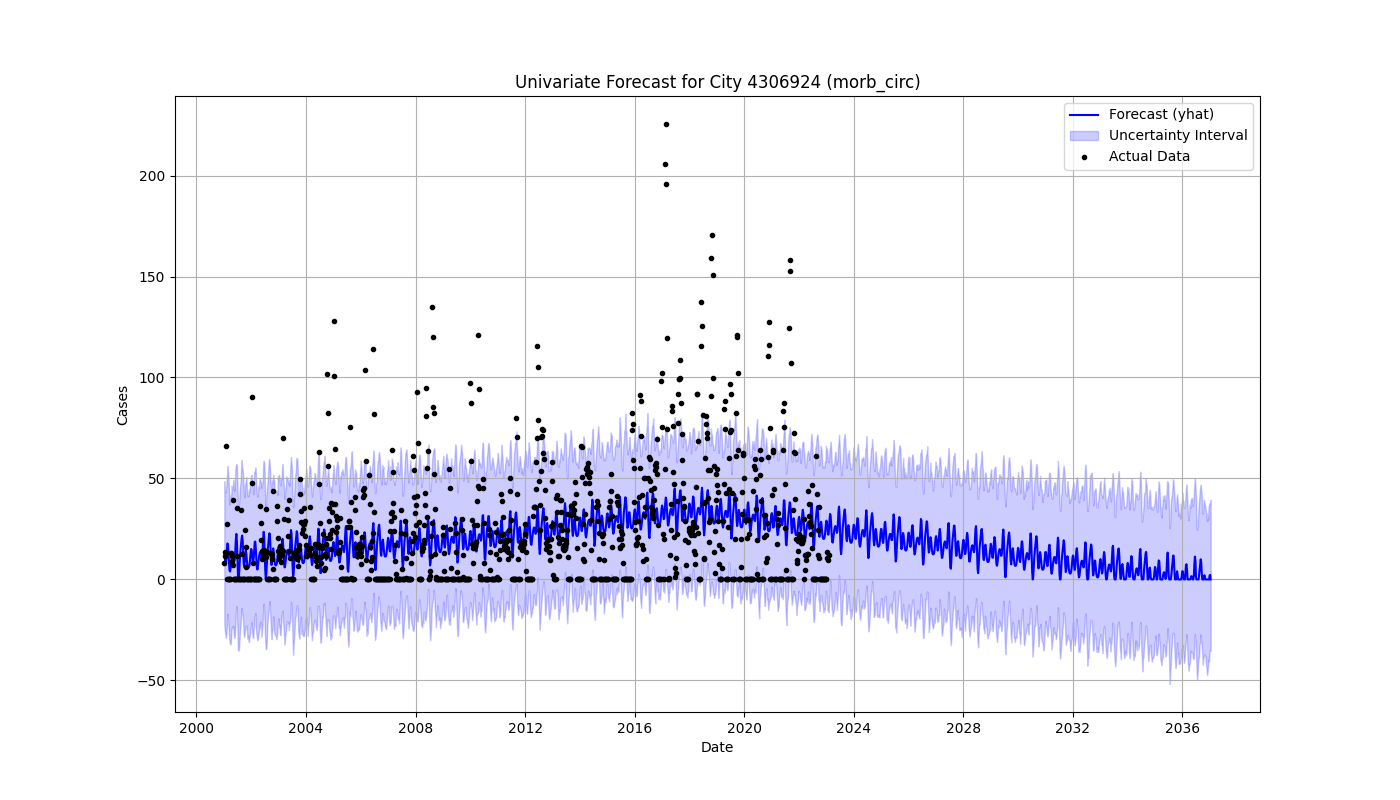 Univariate Forecast for City 4306924 (morb_circ)
Forecast (yhat)
Uncertainty Interval
Actual Data
Cases
200
150
100
50
0
−50
2000 2004 2008 2012 2016 2020 2024 2028 2032 2036
Date